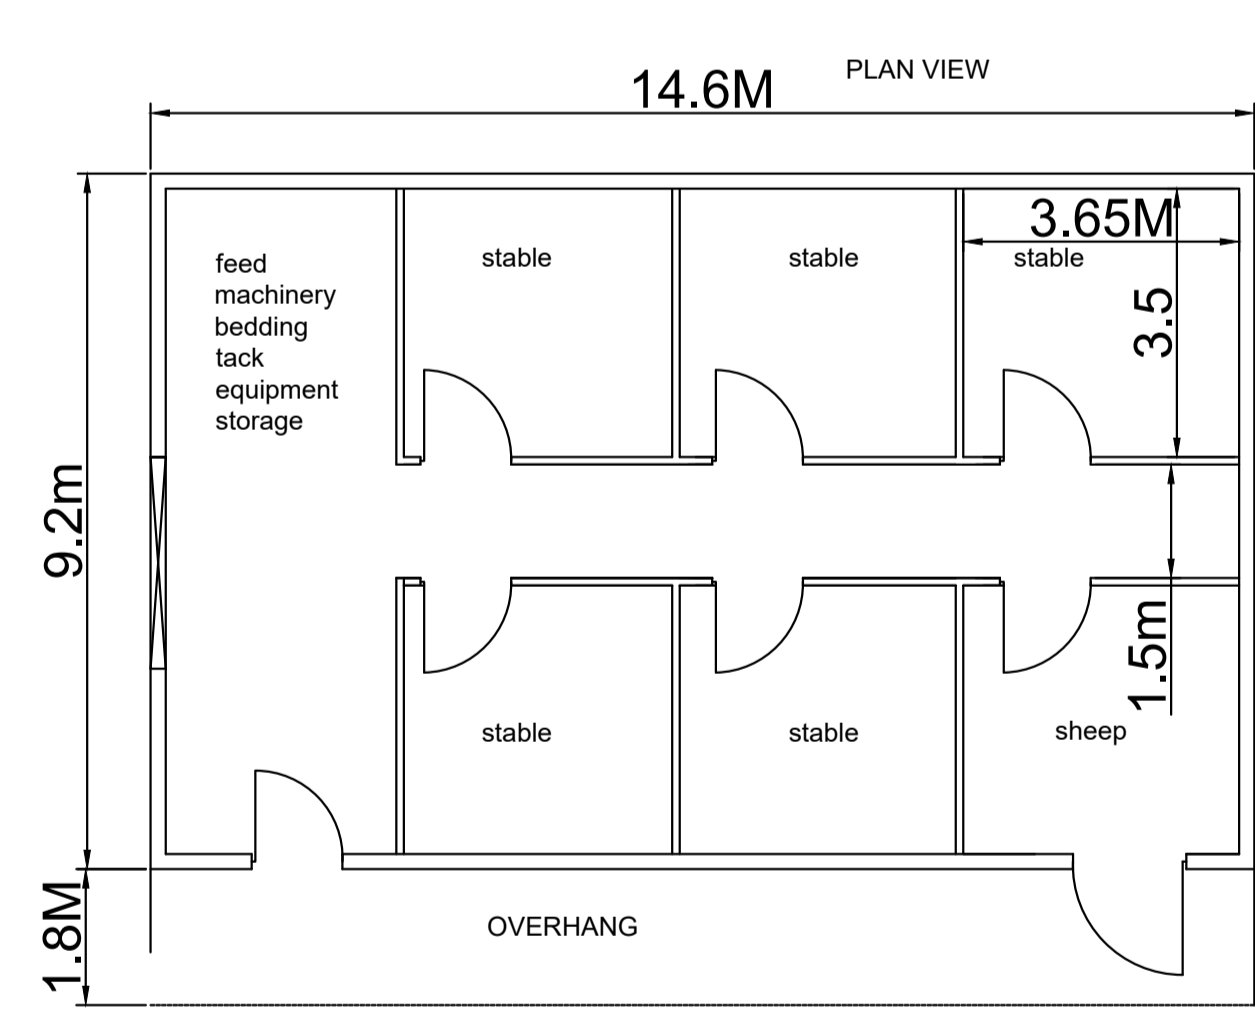 PLAN VIEW
14.6M
3.65M
stable
stable
stable
feed
machinery
bedding
tack
equipment
storage
3.5
9.2m
1.5m
stable
stable
sheep
1.8M
OVERHANG